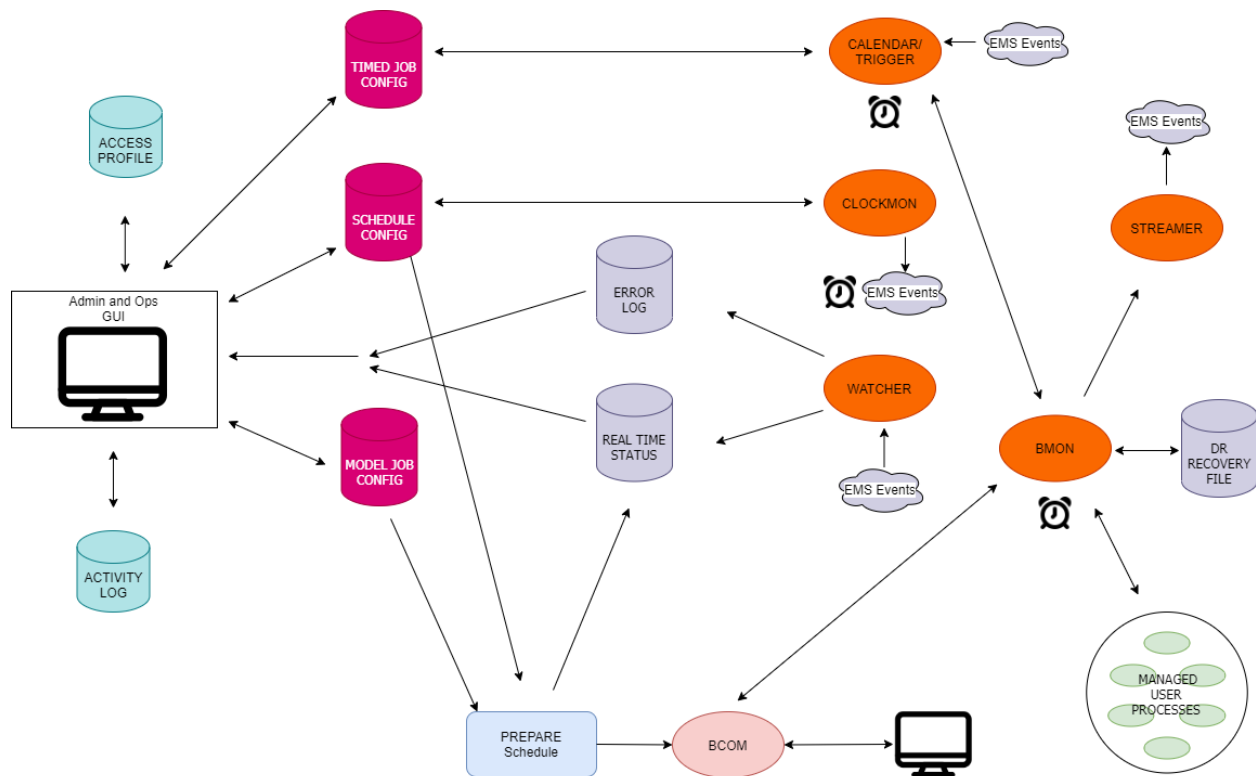 TIMED JOB
CONFIG
CALENDAR/
TRIGGER
EMS Events
EMS Events
ACCESS
PROFILE
SCHEDULE
CONFIG
CLOCKMON
STREAMER
Admin and Ops
GUI
ERROR
LOG
EMS Events
WATCHER
MODEL JOB
CONFIG
REAL TIME
STATUS
EMS Events
BMON
DR
RECOVERY
FILE
ACTIVITY
LOG
MANAGED
USER
PROCESSES
PREPARE
Schedule
BCOM